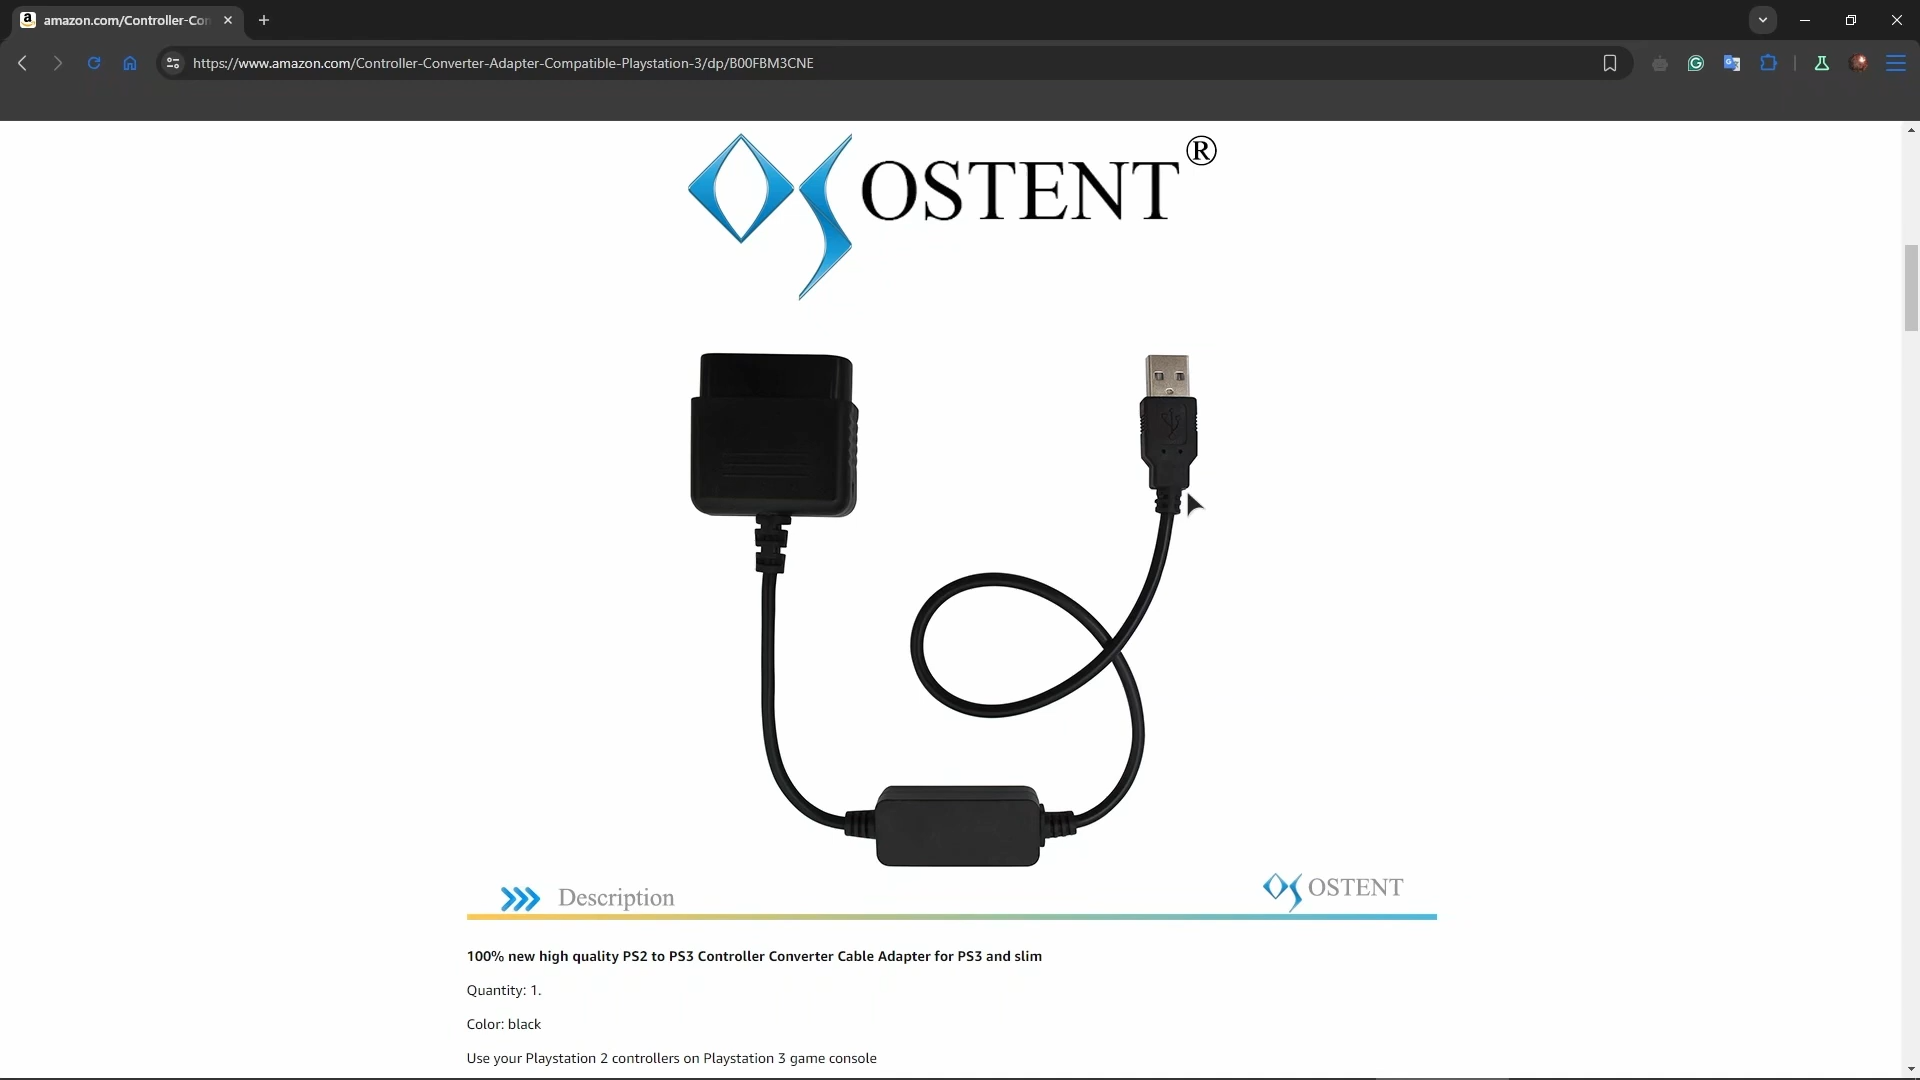 amazon.com/Controller-Con
https://www.amazon.com/Controller-Converter-Adapter-Compatible-Playstation-3/dp/B00FBM3CNE
OSTENT®
Description
OSTENT
100% new high quality PS2 to PS3 Controller Converter Cable Adapter for PS3 and slim
Quantity: 1.
Color: black
Use your Playstation 2 controllers on Playstation 3 game console